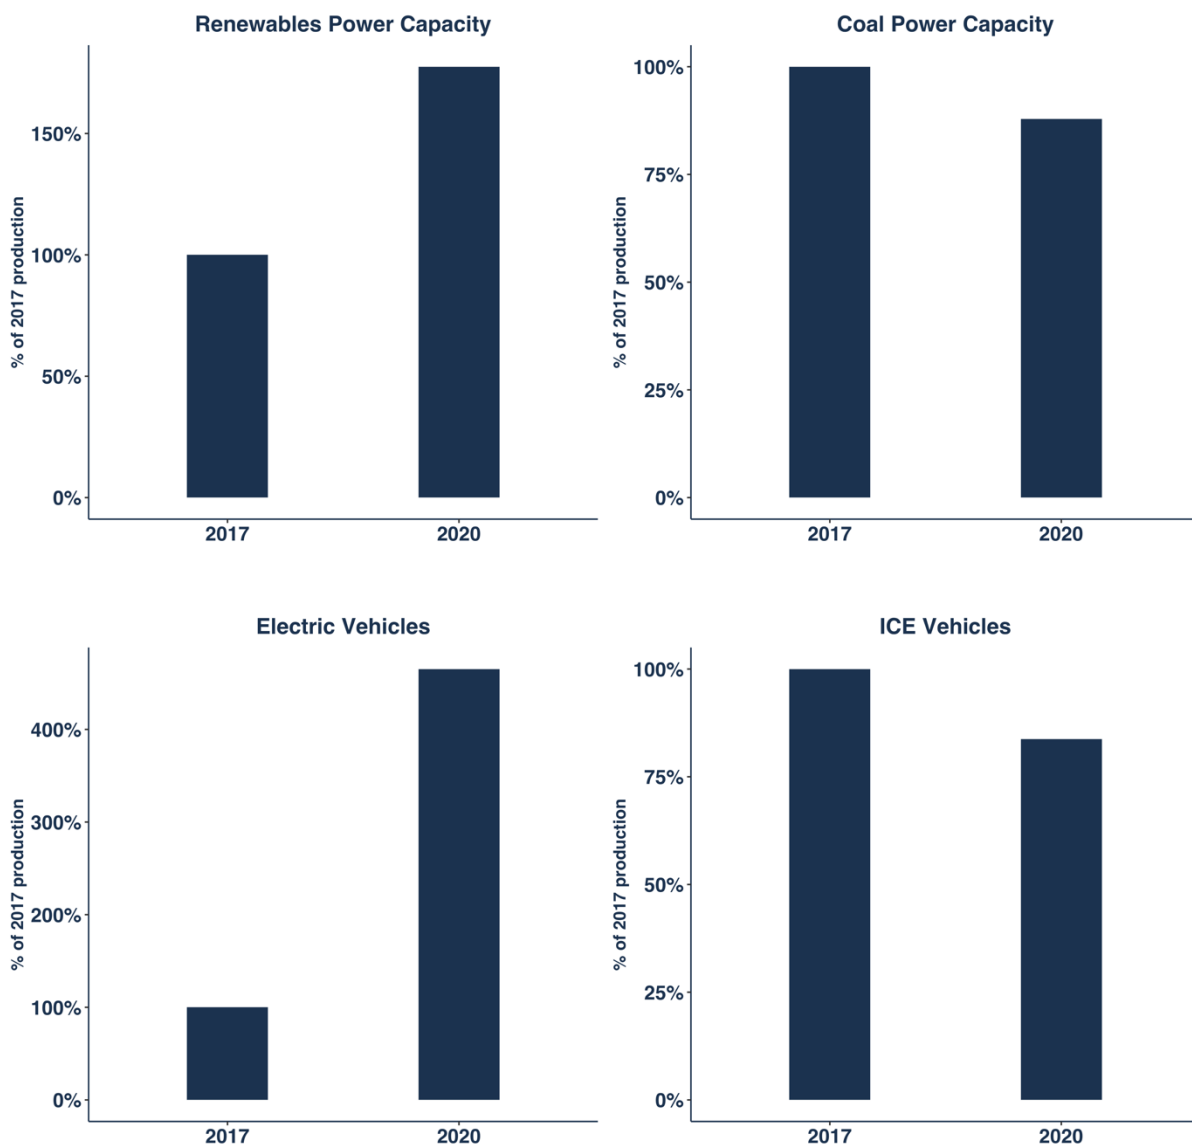 Renewables Power Capacity
% of 2017 production
150%
100%
50%
0%
2017 2020
Coal Power Capacity
% of 2017 production
100%
75%
50%
25%
0%
2017 2020
Electric Vehicles
% of 2017 production
400%
300%
200%
100%
0%
2017 2020
ICE Vehicles
% of 2017 production
100%
75%
50%
25%
0%
2017 2020